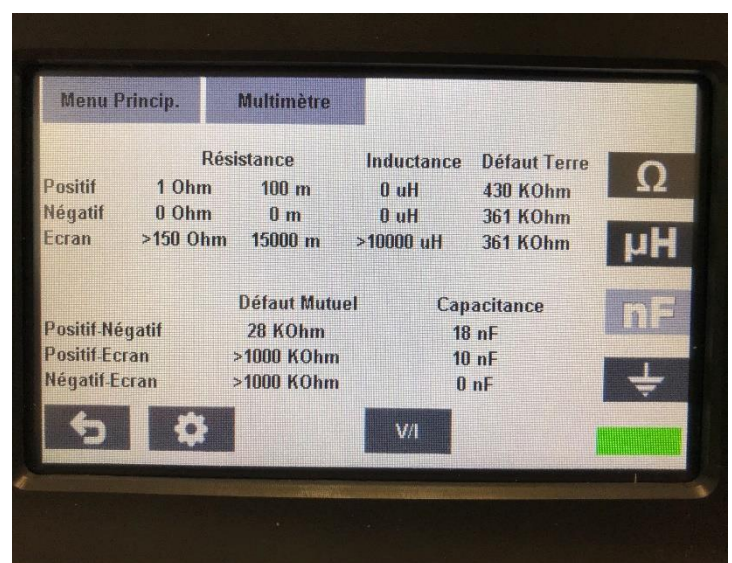 Menu Princip. Multimètre
Résistance Inductance Défaut Terre
Positif 1 Ohm 100 m 0 uH 430 KOhm
Négatif 0 Ohm 0 m 0 uH 361 KOhm
Ecran >150 Ohm 15000 m >10000 uH 361 KOhm
Ω
µH
Défaut Mutuel Capacitance
nF
Positif-Négatif 28 KOhm 18 nF
Positif-Ecran >1000 KOhm 10 nF
Négatif-Ecran >1000 KOhm 0 nF
V/I